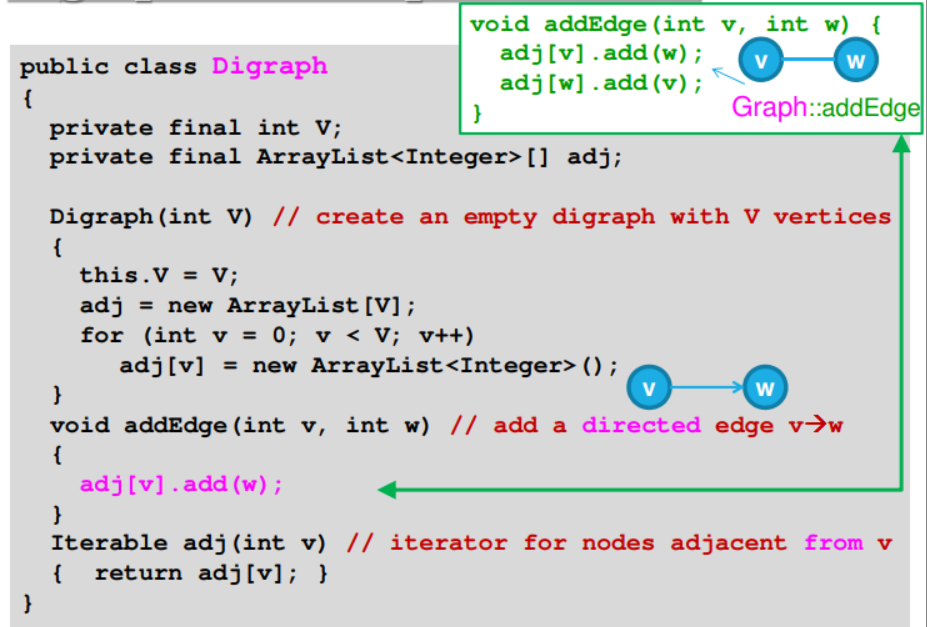 void addEdge(int v, int w) {
adj[v].add(w);
adj[w].add(v);
}
v
w
Graph::addEdge
public class Digraph
{
private final int V;
private final ArrayList<Integer>[] adj;
Digraph(int V) // create an empty digraph with V vertices
{
this.V = V;
adj = new ArrayList[V];
for (int v = 0; v < V; v++)
adj[v] = new ArrayList<Integer>();
}
v
w
void addEdge(int v, int w) // add a directed edge v→w
{
adj[v].add(w);
}
Iterable adj(int v) // iterator for nodes adjacent from v
{ return adj[v]; }
}